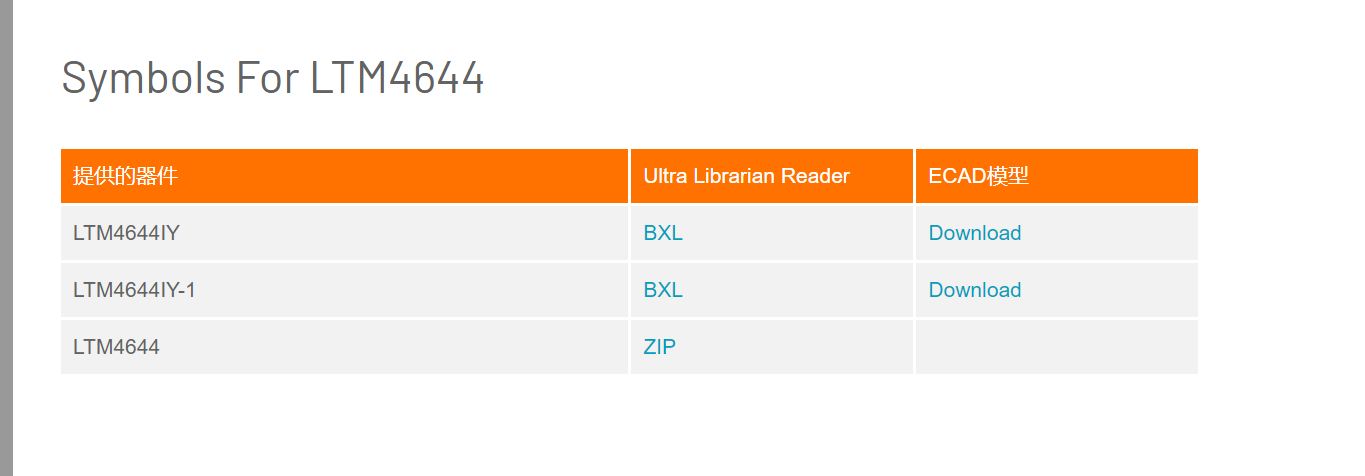 Symbols For LTM4644
提供的器件 Ultra Librarian Reader ECAD模型
LTM4644IY BXL Download
LTM4644IY-1 BXL Download
LTM4644 ZIP